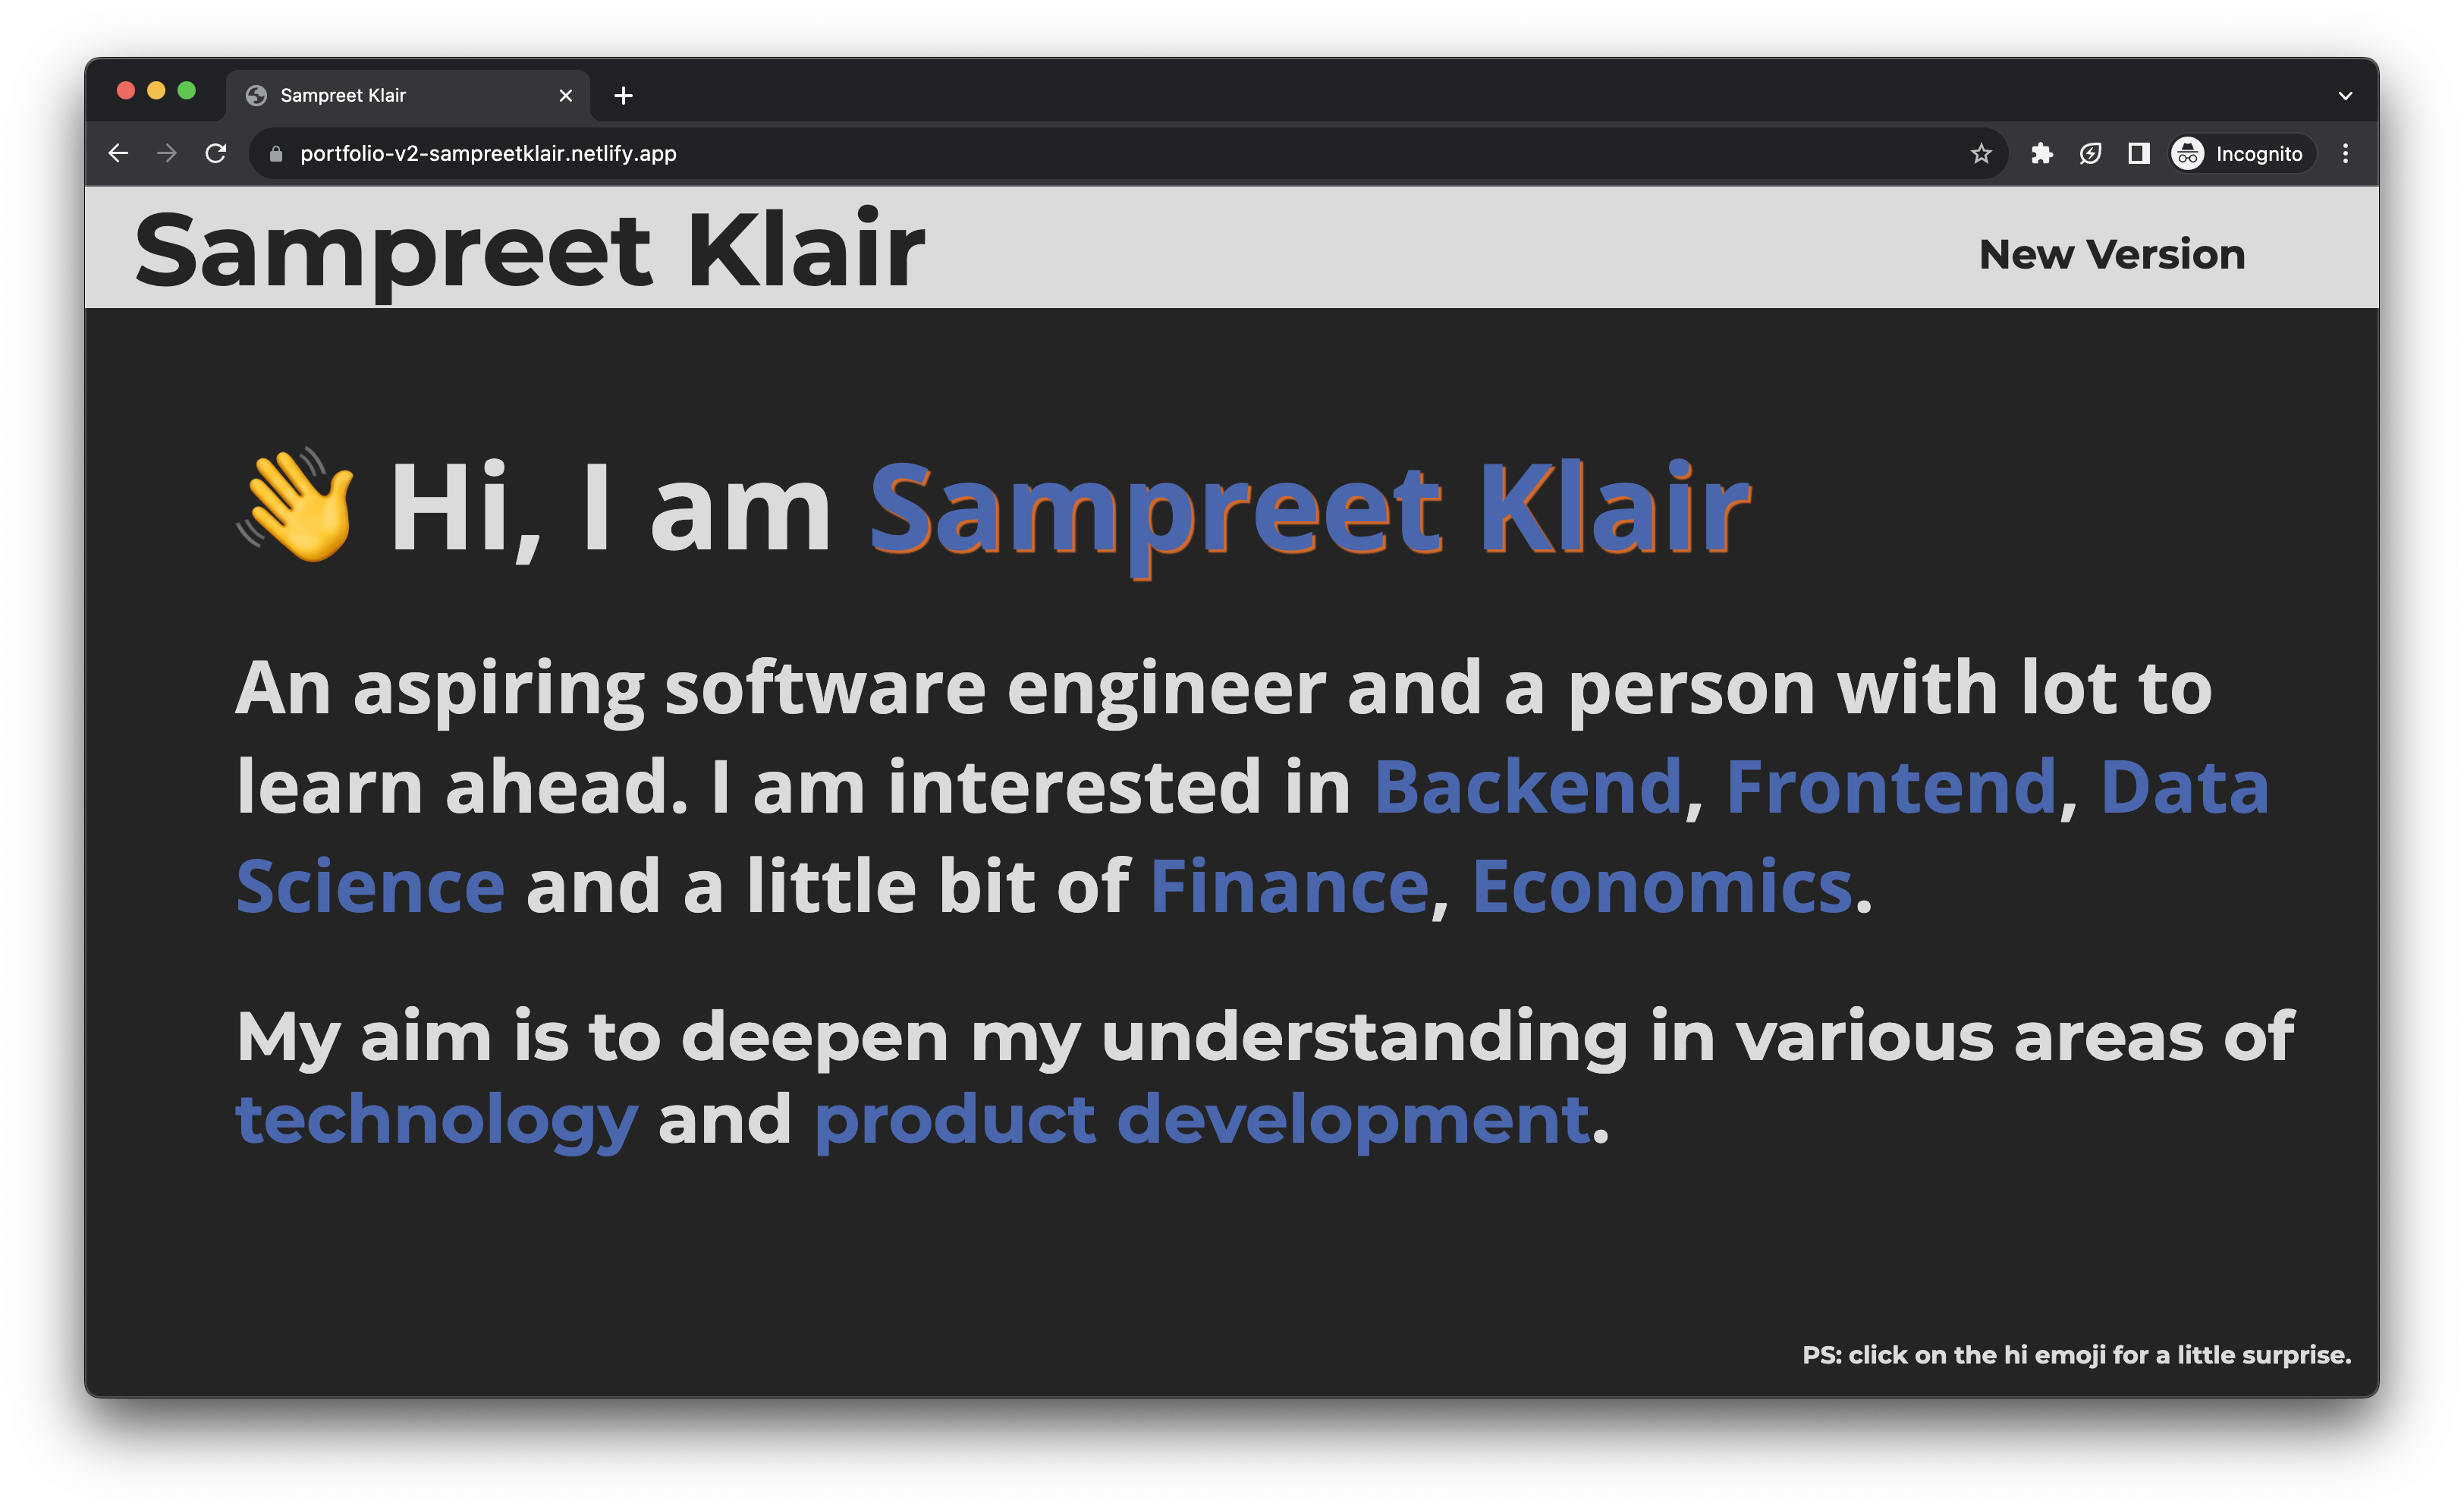 Sampreet Klair
portfolio-v2-sampreetklair.netlify.app
Incognito
Sampreet Klair
New Version
👋 Hi, I am Sampreet Klair
An aspiring software engineer and a person with lot to
learn ahead. I am interested in Backend, Frontend, Data
Science and a little bit of Finance, Economics.
My aim is to deepen my understanding in various areas of
technology and product development.
PS: click on the hi emoji for a little surprise.